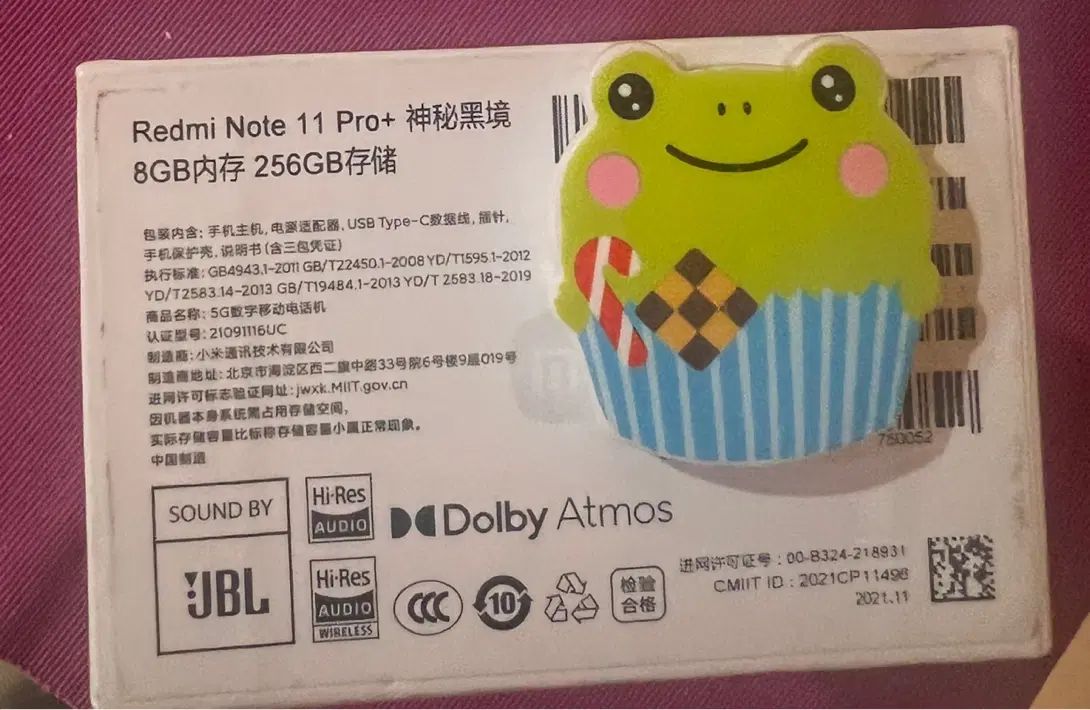 Redmi Note 11 Pro+ 神秘黑境
8GB内存 256GB存储
包装内含: 手机主机, 电源适配器, USB Type-C数据线, 插针,
手机保护壳, 说明书 (含三包凭证)
执行标准: GB4943.1-2011 GB/T22450.1-2008 YD/T1595.1-2012
YD/T2583.14-2013 GB/T19484.1-2013 YD/T 2583.18-2019
商品名称: 5G数字移动电话机
认证型号: 21091116UC
制造商: 小米通讯技术有限公司
制造商地址: 北京市海淀区西二旗中路33号院6号楼9层019号
进网许可标志验证网址: jwxk.MIIT.gov.cn
因机器本身系统需占用存储空间,
实际存储容量比标称存储容量小属正常现象。
中国制造
780052
SOUND BY
JBL
Hi-Res
AUDIO
Dolby Atmos
Hi-Res
AUDIO
WIRELESS
CCC
10
检验
合格
进网许可证号 : 00-B324-218931
CMIIT ID : 2021CP11496
2021.11